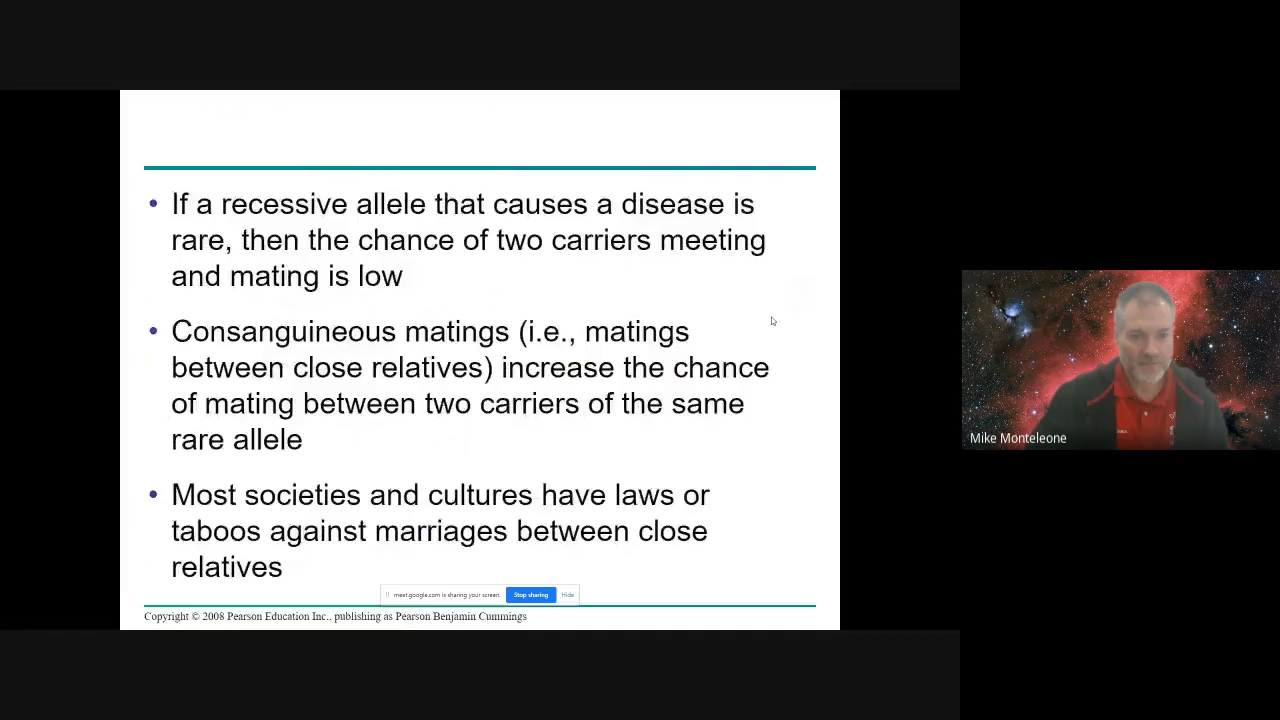 • If a recessive allele that causes a disease is
rare, then the chance of two carriers meeting
and mating is low
• Consanguineous matings (i.e., matings
between close relatives) increase the chance
of mating between two carriers of the same
rare allele
• Most societies and cultures have laws or
taboos against marriages between close
relatives
meet.google.com is sharing your screen. Stop sharing Hide
Copyright © 2008 Pearson Education Inc., publishing as Pearson Benjamin Cummings
Mike Monteleone